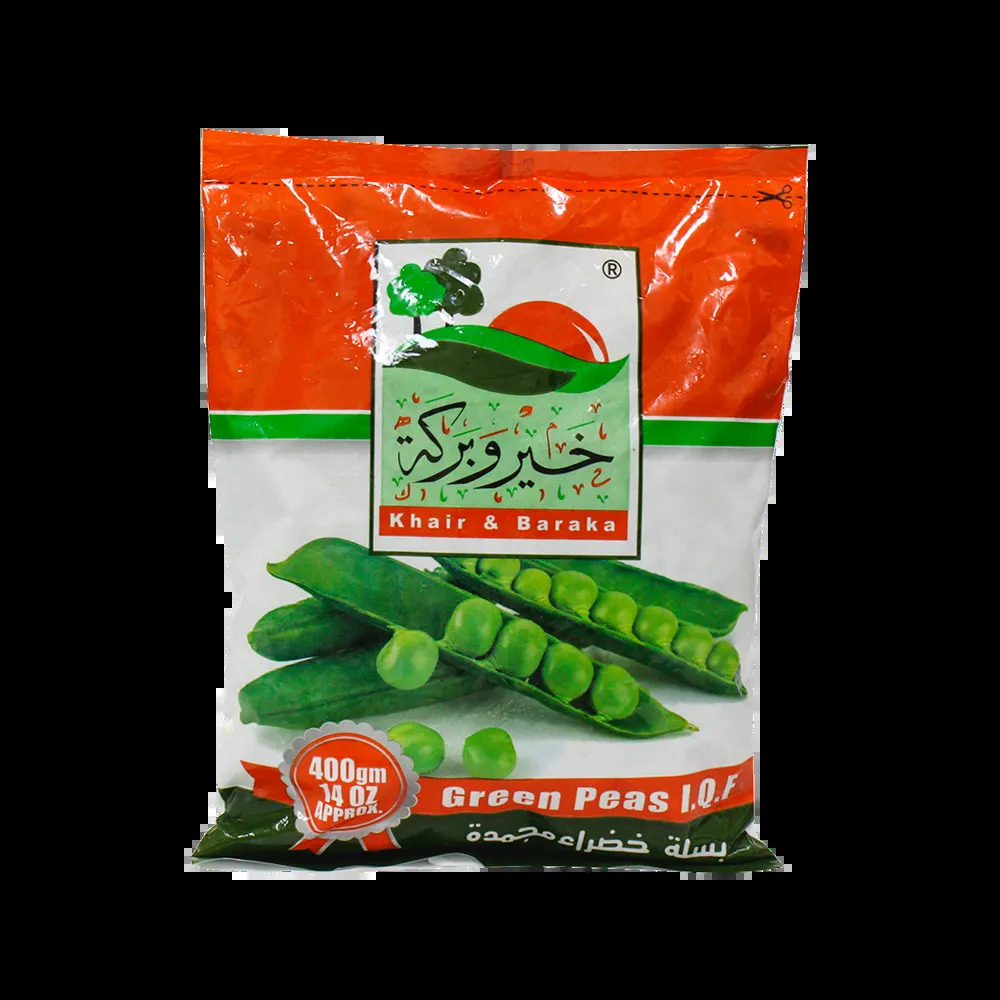 ®
خير وبركة
Khair & Baraka
400gm
14 OZ
APPROX.
Green Peas I.Q.F
بسلة خضراء مجمدة